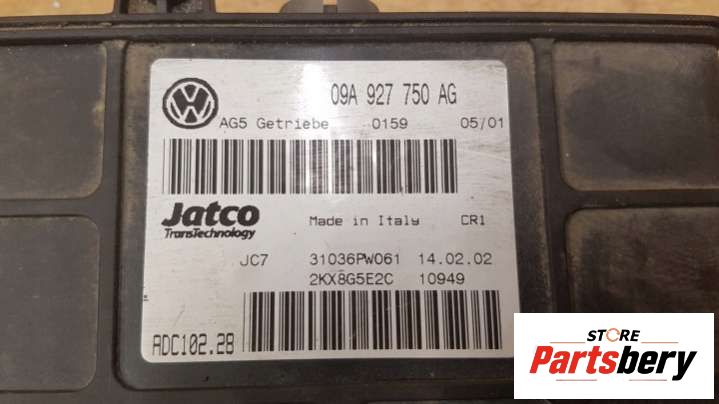 09A 927 750 AG
AG5 Getriebe 0159 05/01
Jatco Made in Italy CR1
TransTechnology
JC7 31036PW061 14.02.02
2KX8G5E2C 10949
ADC102.28
STORE
Partsbery